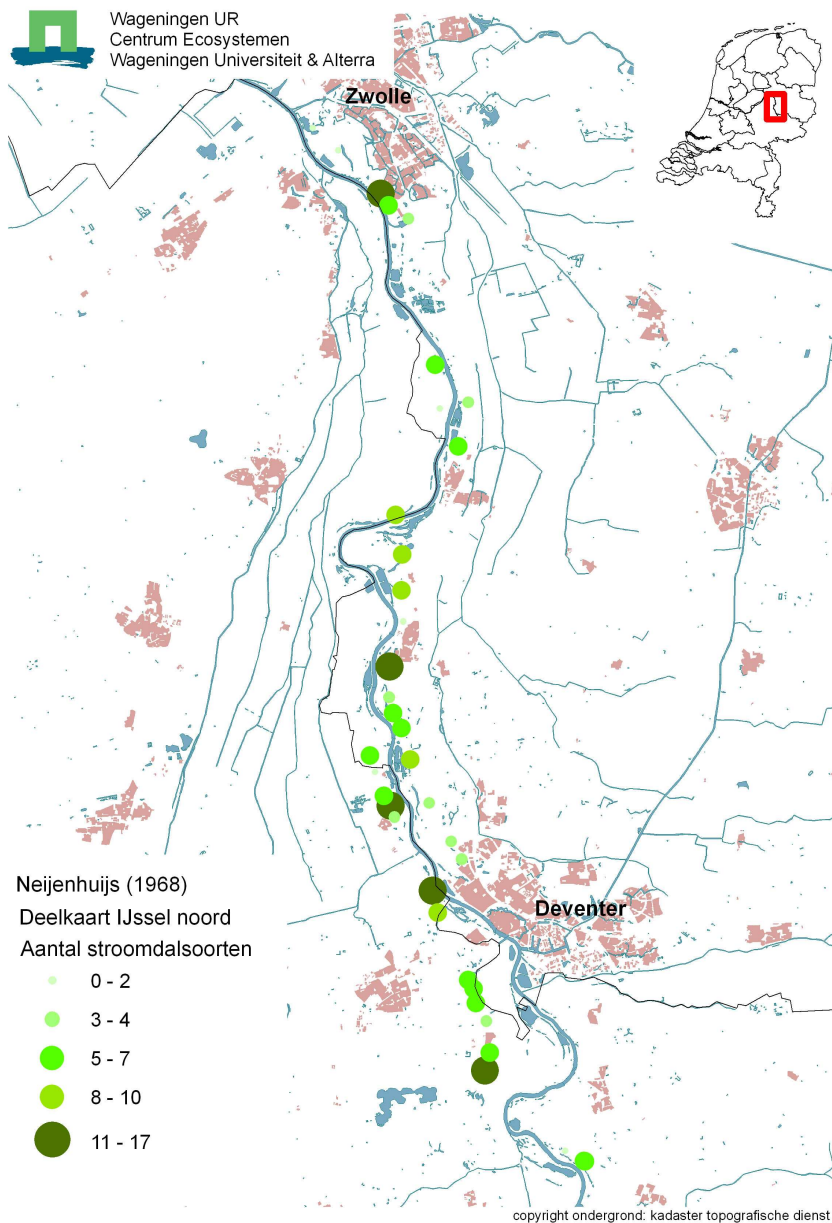 Wageningen UR
Centrum Ecosystemen
Wageningen Universiteit & Alterra
Zwolle
Deventer
Neijenhuijs (1968)
Deelkaart IJssel noord
Aantal stroomdalsoorten
0 - 2
3 - 4
5 - 7
8 - 10
11 - 17
copyright ondergrond: kadaster topografische dienst